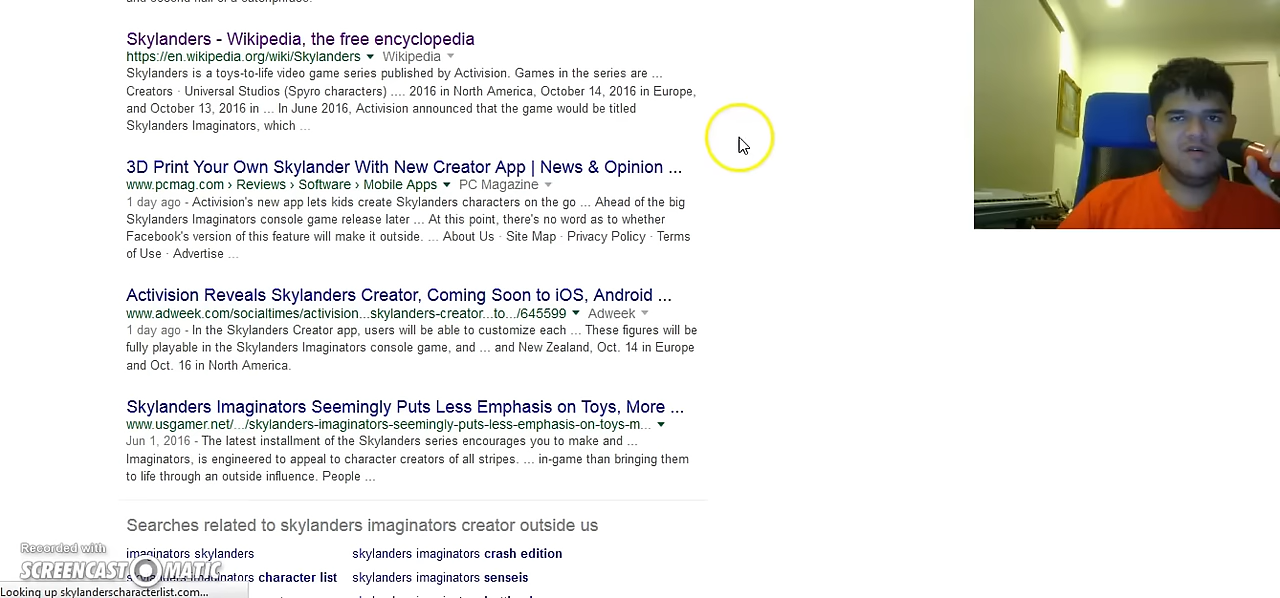 Skylanders - Wikipedia, the free encyclopedia
https://en.wikipedia.org/wiki/Skylanders Wikipedia
Skylanders is a toys-to-life video game series published by Activision. Games in the series are ...
Creators · Universal Studios (Spyro characters) .... 2016 in North America, October 14, 2016 in Europe,
and October 13, 2016 in ... In June 2016, Activision announced that the game would be titled
Skylanders Imaginators, which ...
3D Print Your Own Skylander With New Creator App | News & Opinion ...
www.pcmag.com › Reviews › Software › Mobile Apps PC Magazine
1 day ago - Activision's new app lets kids create Skylanders characters on the go ... Ahead of the big
Skylanders Imaginators console game release later ... At this point, there's no word as to whether
Facebook's version of this feature will make it outside. ... About Us · Site Map · Privacy Policy · Terms
of Use · Advertise ...
Activision Reveals Skylanders Creator, Coming Soon to iOS, Android ...
www.adweek.com/socialtimes/activision...skylanders-creator...to.../645599 Adweek
1 day ago - In the Skylanders Creator app, users will be able to customize each ... These figures will be
fully playable in the Skylanders Imaginators console game, and ... and New Zealand, Oct. 14 in Europe
and Oct. 16 in North America.
Skylanders Imaginators Seemingly Puts Less Emphasis on Toys, More ...
www.usgamer.net/.../skylanders-imaginators-seemingly-puts-less-emphasis-on-toys-m...
Jun 1, 2016 - The latest installment of the Skylanders series encourages you to make and ...
Imaginators, is engineered to appeal to character creators of all stripes. ... in-game than bringing them
to life through an outside influence. People ...
Searches related to skylanders imaginators creator outside us
imaginators skylanders skylanders imaginators crash edition
Recorded with
SCREENCAST MATIC
skylanders imaginators character list skylanders imaginators senseis
Looking up skylanderscharacterlist.com...